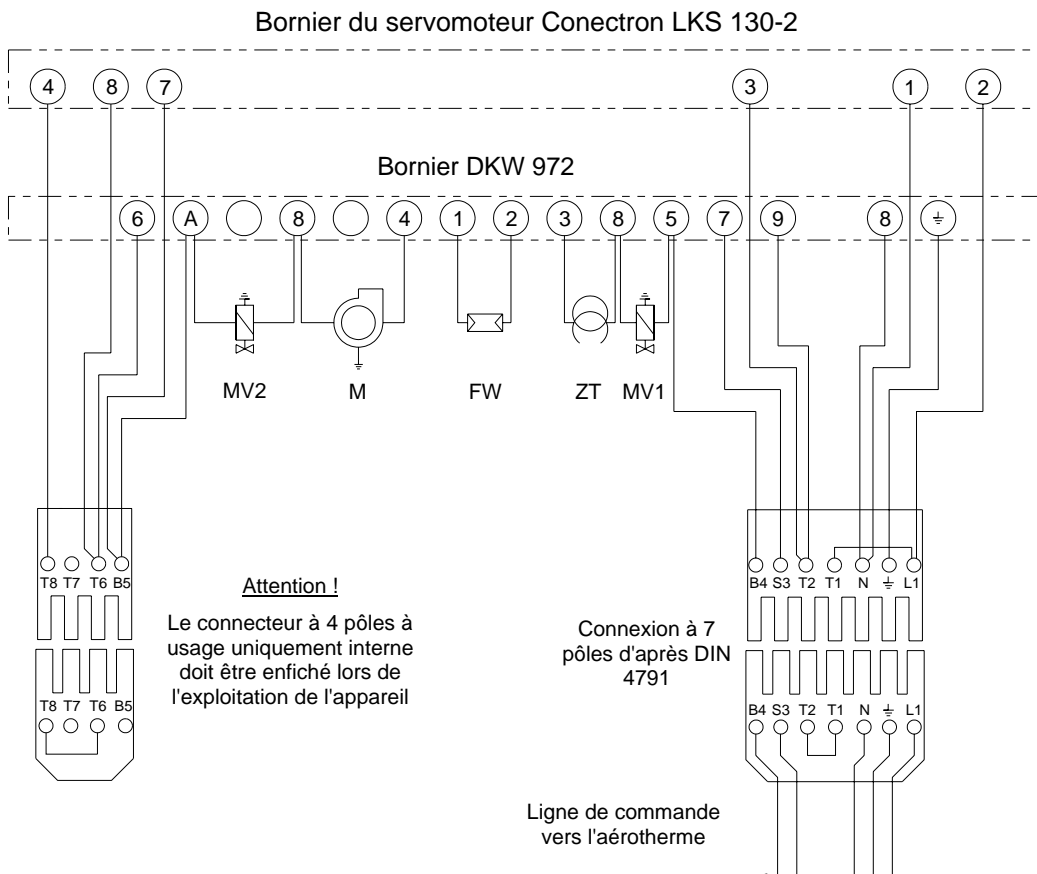 Bornier du servomoteur Conectron LKS 130-2
4 8 7 3 1 2
Bornier DKW 972
6 A 8 4 1 2 3 8 5 7 9 8
MV2 M FW ZT MV1
T8 T7 T6 B5
B4 S3 T2 T1 N L1
Attention !
Le connecteur à 4 pôles à
usage uniquement interne
doit être enfiché lors de
l'exploitation de l'appareil
Connexion à 7
pôles d'après DIN
4791
T8 T7 T6 B5
B4 S3 T2 T1 N L1
Ligne de commande
vers l'aérotherme